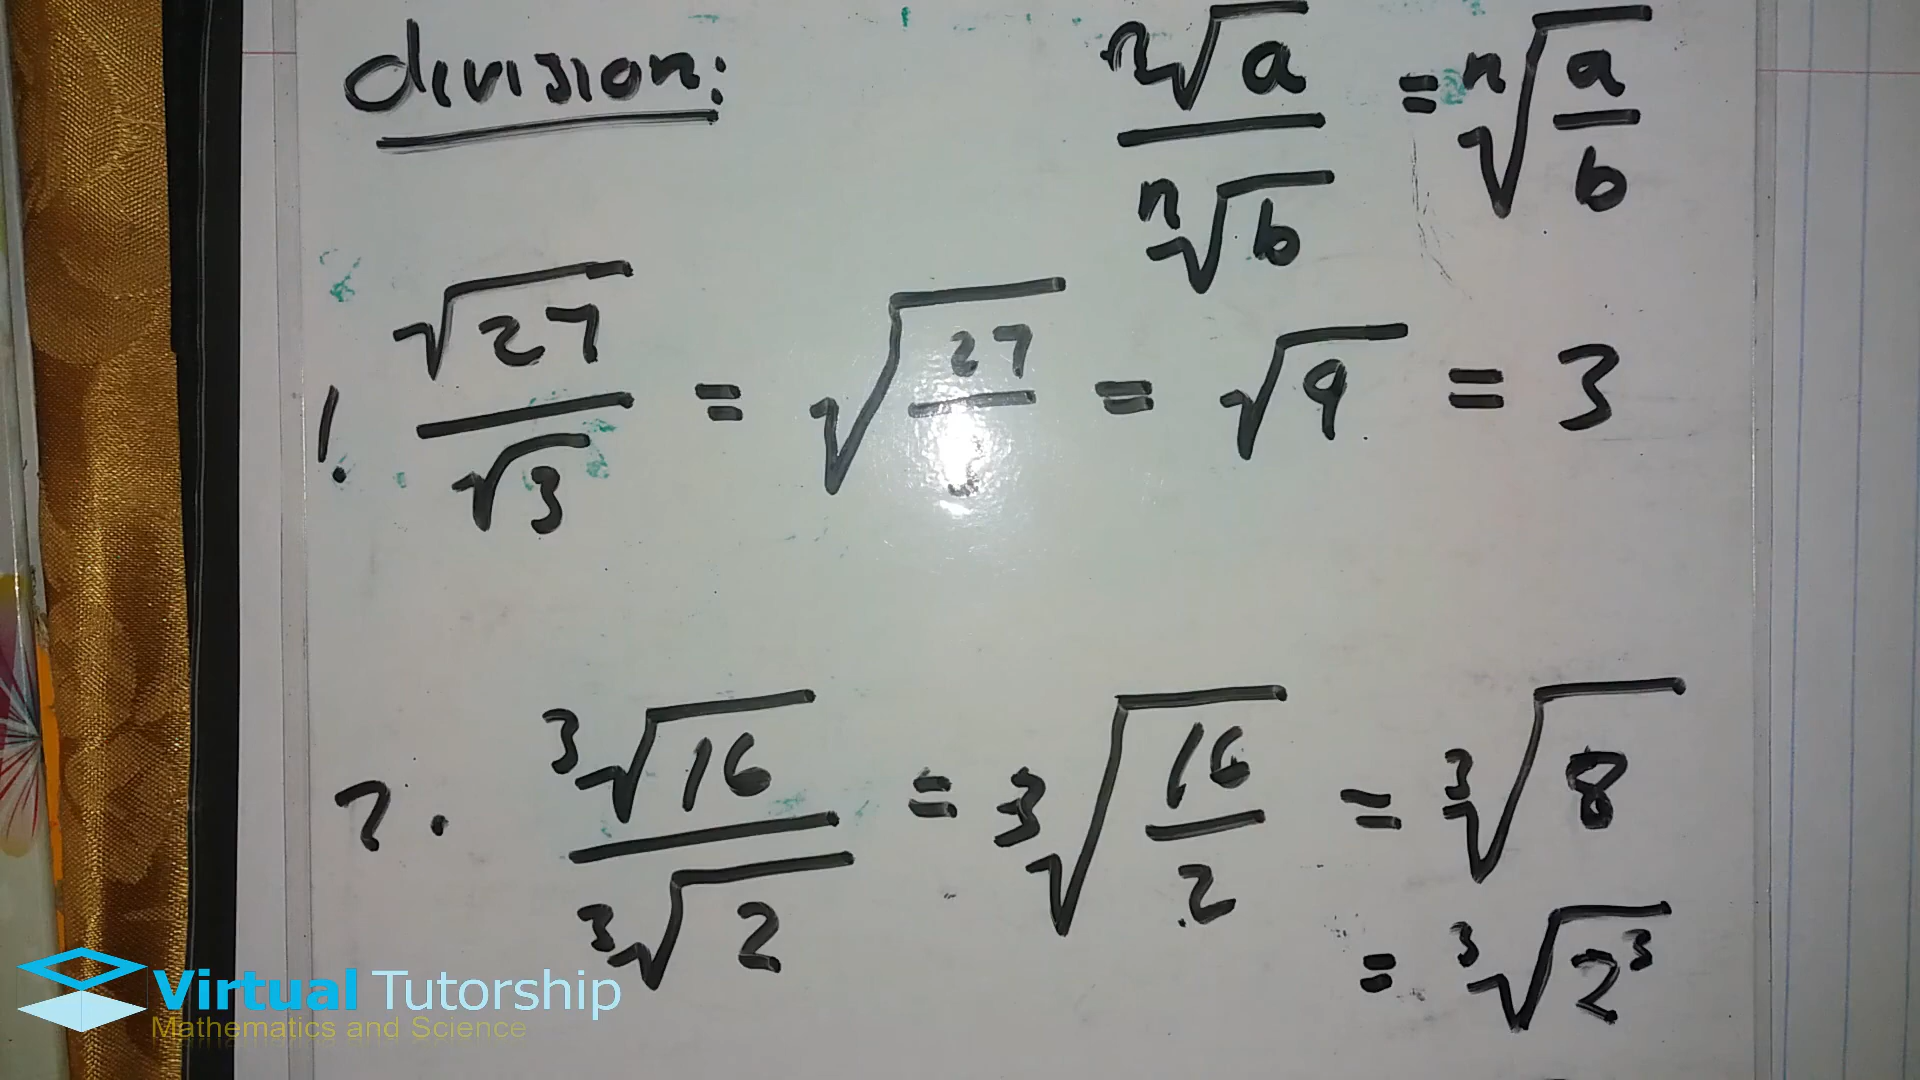 division: ⁿ√a / ⁿ√b = ⁿ√(a/b)
1. √27 / √3 = √(27/ ) = √9 = 3
2. ³√16 / ³√2 = ³√(16/2) = ³√8
= ³√2³
Virtual Tutorship
Mathematics and Science